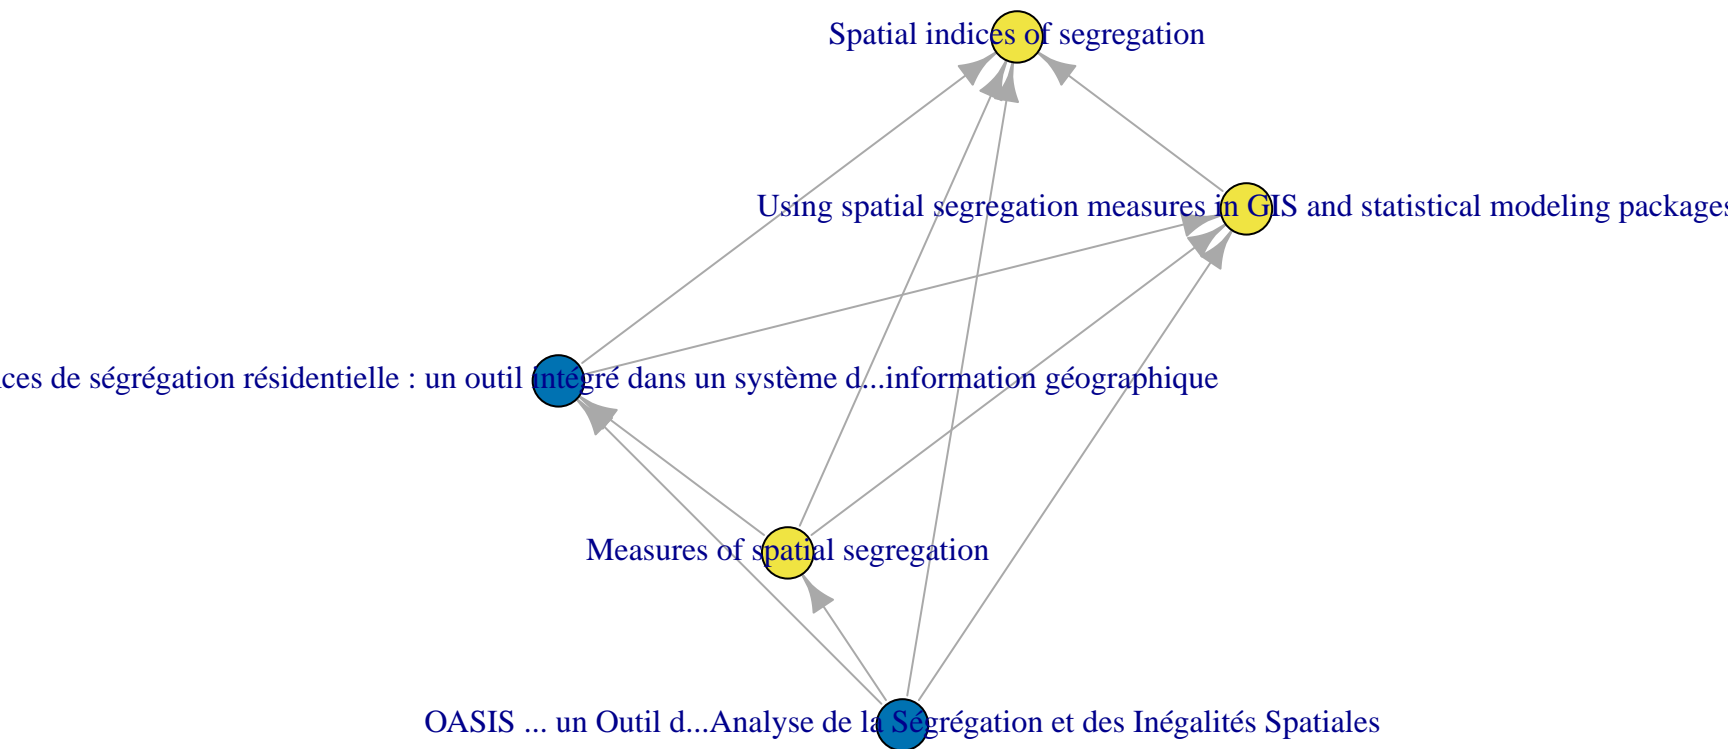 Spatial indices of segregation
Using spatial segregation measures in GIS and statistical modeling packages
ces de ségrégation résidentielle : un outil intégré dans un système d...information géographique
Measures of spatial segregation
OASIS ... un Outil d...Analyse de la Ségrégation et des Inégalités Spatiales